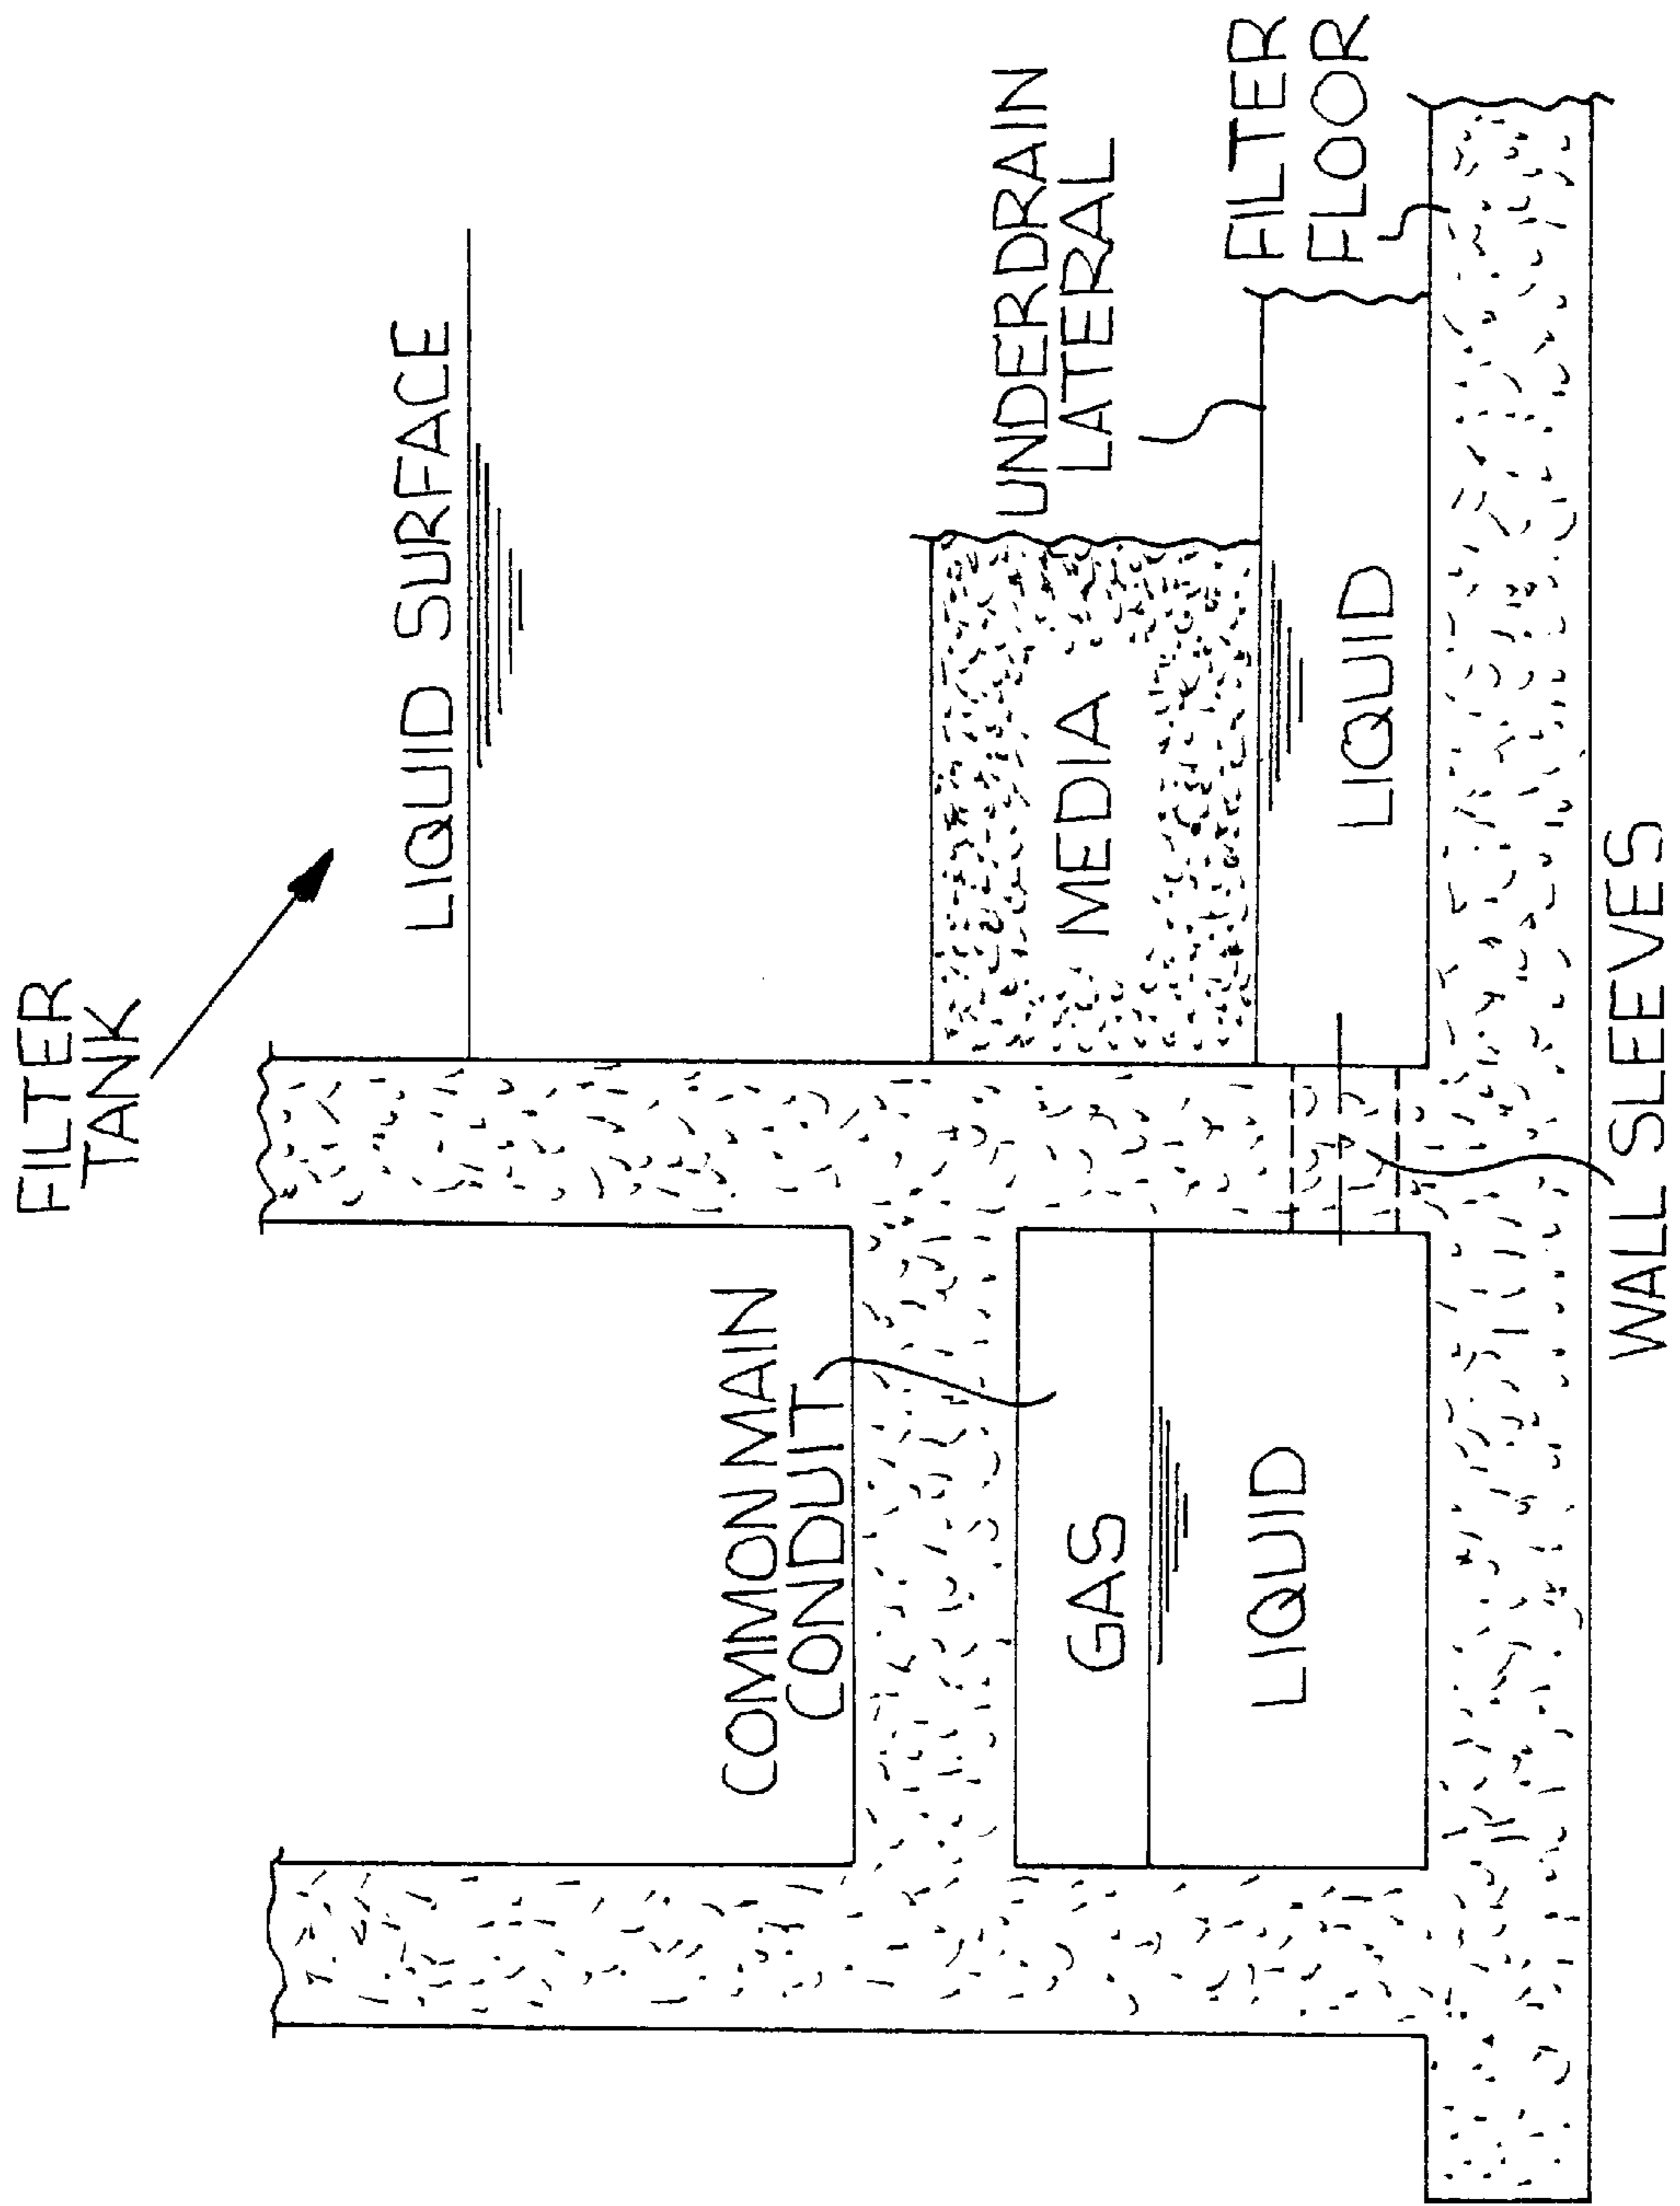 FILTER
TANK
LIQUID SURFACE
COMMON MAIN
CONDUIT
GAS
LIQUID
MEDIA
UNDERDRAIN
LATERAL
LIQUID
FILTER
FLOOR
WALL SLEEVES